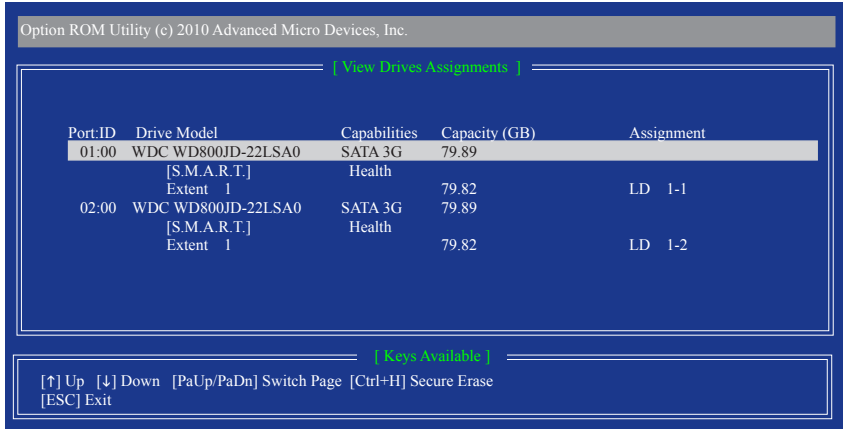 Option ROM Utility (c) 2010 Advanced Micro Devices, Inc.
[ View Drives Assignments ]
Port:ID Drive Model Capabilities Capacity (GB) Assignment
01:00 WDC WD800JD-22LSA0 SATA 3G 79.89
[S.M.A.R.T.] Health
Extent 1 79.82 LD 1-1
02:00 WDC WD800JD-22LSA0 SATA 3G 79.89
[S.M.A.R.T.] Health
Extent 1 79.82 LD 1-2
[ Keys Available ]
[↑] Up [↓] Down [PaUp/PaDn] Switch Page [Ctrl+H] Secure Erase
[ESC] Exit